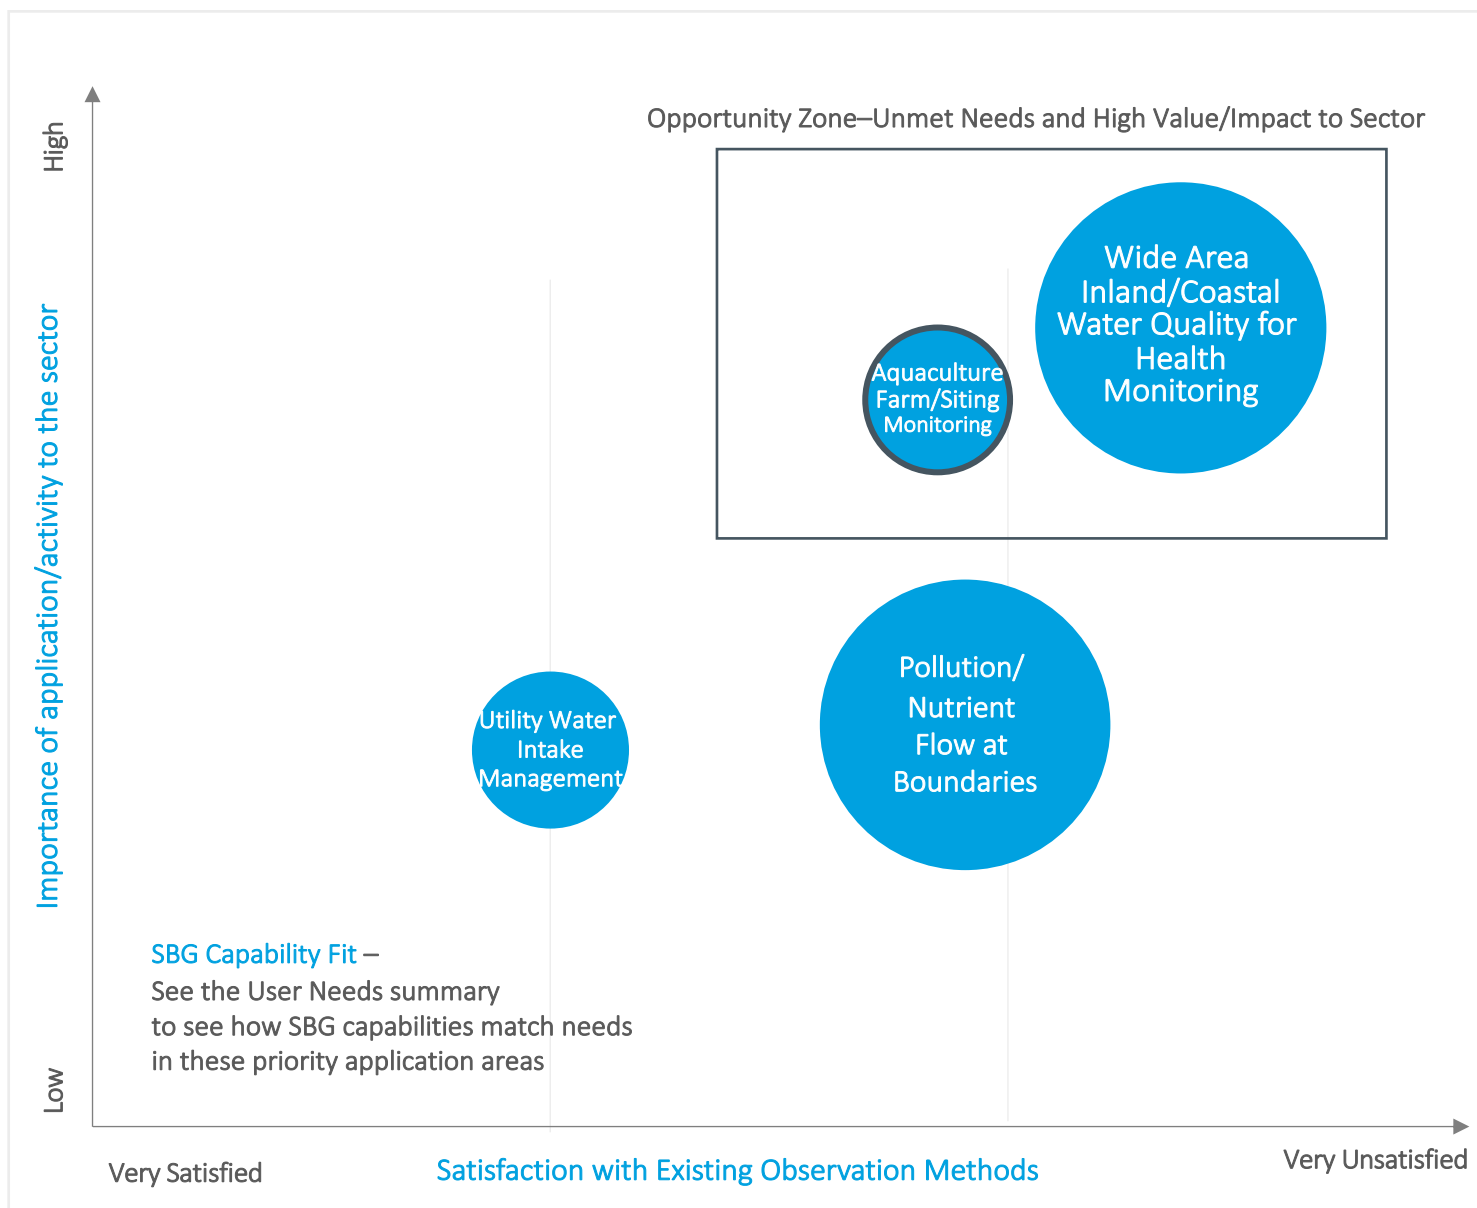 Opportunity Zone–Unmet Needs and High Value/Impact to Sector
High
Wide Area
Inland/Coastal
Water Quality for
Health
Monitoring
Aquaculture
Farm/Siting
Monitoring
Importance of application/activity to the sector
Pollution/
Nutrient
Flow at
Boundaries
Utility Water
Intake
Management
SBG Capability Fit –
See the User Needs summary
to see how SBG capabilities match needs
in these priority application areas
Low
Very Satisfied
Satisfaction with Existing Observation Methods
Very Unsatisfied